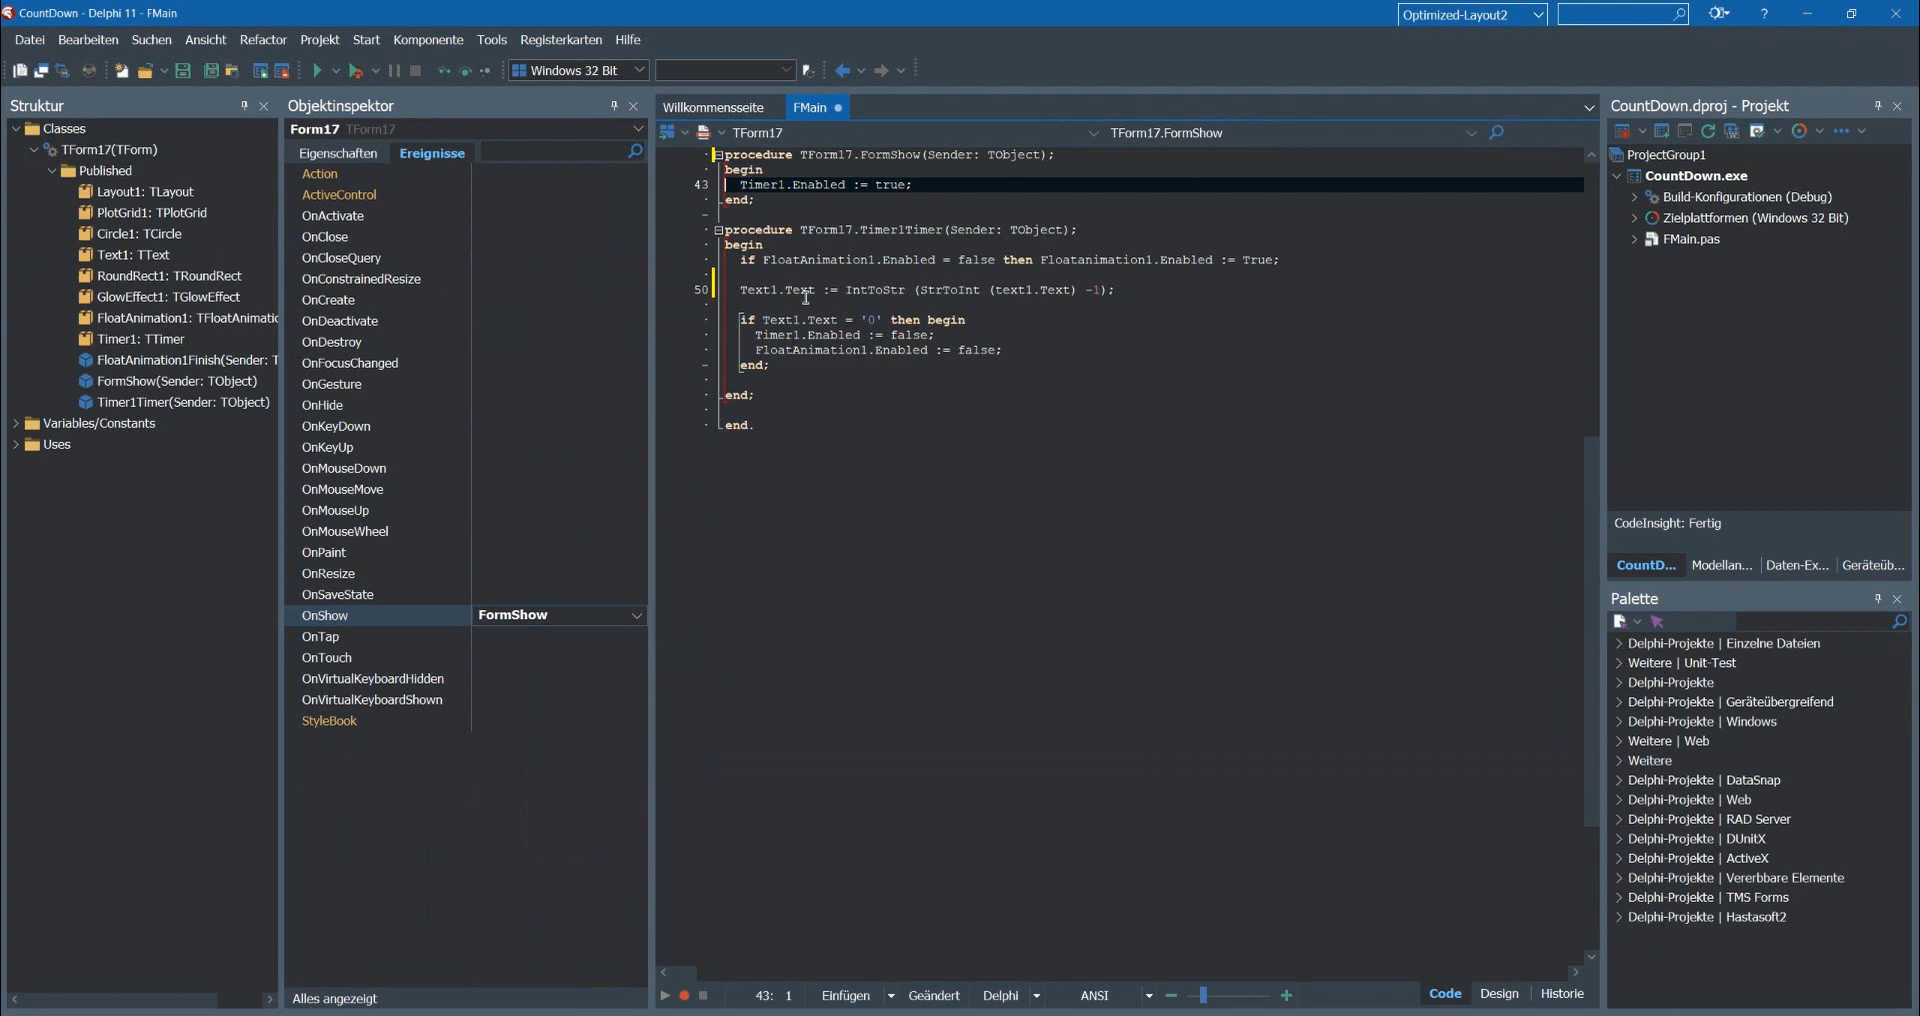 CountDown - Delphi 11 - FMain
Optimized-Layout2
?
Datei Bearbeiten Suchen Ansicht Refactor Projekt Start Komponente Tools Registerkarten Hilfe
Windows 32 Bit
Struktur
Classes
TForm17(TForm)
Published
Layout1: TLayout
PlotGrid1: TPlotGrid
Circle1: TCircle
Text1: TText
RoundRect1: TRoundRect
GlowEffect1: TGlowEffect
FloatAnimation1: TFloatAnimatic
Timer1: TTimer
FloatAnimation1Finish(Sender: T
FormShow(Sender: TObject)
Timer1Timer(Sender: TObject)
Variables/Constants
Uses
Objektinspektor
Form17 TForm17
Eigenschaften Ereignisse
Action
ActiveControl
OnActivate
OnClose
OnCloseQuery
OnConstrainedResize
OnCreate
OnDeactivate
OnDestroy
OnFocusChanged
OnGesture
OnHide
OnKeyDown
OnKeyUp
OnMouseDown
OnMouseMove
OnMouseUp
OnMouseWheel
OnPaint
OnResize
OnSaveState
OnShow FormShow
OnTap
OnTouch
OnVirtualKeyboardHidden
OnVirtualKeyboardShown
StyleBook
Alles angezeigt
Willkommensseite FMain
TForm17 TForm17.FormShow
procedure TForm17.FormShow(Sender: TObject);
begin
43 Timer1.Enabled := true;
end;
procedure TForm17.Timer1Timer(Sender: TObject);
begin
if FloatAnimation1.Enabled = false then Floatanimation1.Enabled := True;
50 Text1.Text := IntToStr (StrToInt (text1.Text) -1);
if Text1.Text = '0' then begin
Timer1.Enabled := false;
FloatAnimation1.Enabled := false;
end;
end;
end.
43: 1 Einfügen Geändert Delphi ANSI Code Design Historie
CountDown.dproj - Projekt
ProjectGroup1
CountDown.exe
Build-Konfigurationen (Debug)
Zielplattformen (Windows 32 Bit)
FMain.pas
CodeInsight: Fertig
CountD... Modellan... Daten-Ex... Geräteüb...
Palette
Delphi-Projekte | Einzelne Dateien
Weitere | Unit-Test
Delphi-Projekte
Delphi-Projekte | Geräteübergreifend
Delphi-Projekte | Windows
Weitere | Web
Weitere
Delphi-Projekte | DataSnap
Delphi-Projekte | Web
Delphi-Projekte | RAD Server
Delphi-Projekte | DUnitX
Delphi-Projekte | ActiveX
Delphi-Projekte | Vererbbare Elemente
Delphi-Projekte | TMS Forms
Delphi-Projekte | Hastasoft2